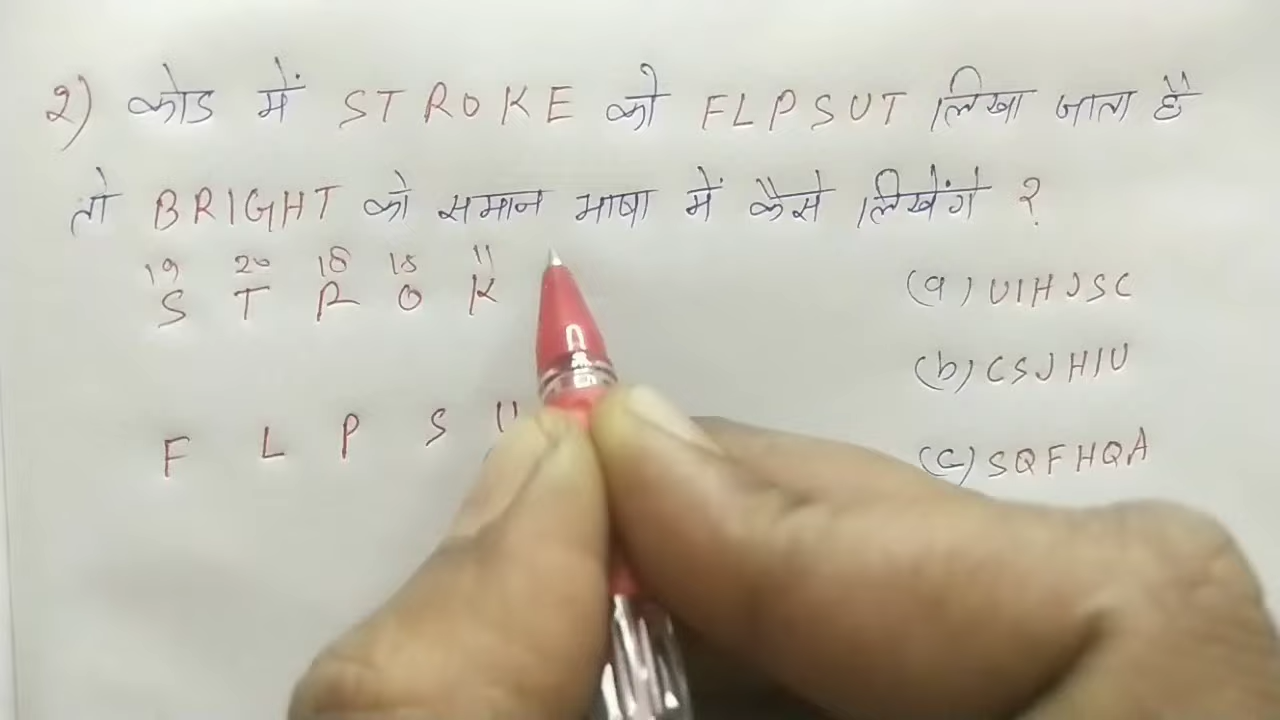 2) कोड में STROKE को FLPSUT लिखा जाता है
तो BRIGHT को समान भाषा में कैसे लिखेंगे ?
19 20 18 15 11
S T R O K
F L P S U
(a) UIHJSC
(b) CSJHIU
(c) SQFHQA